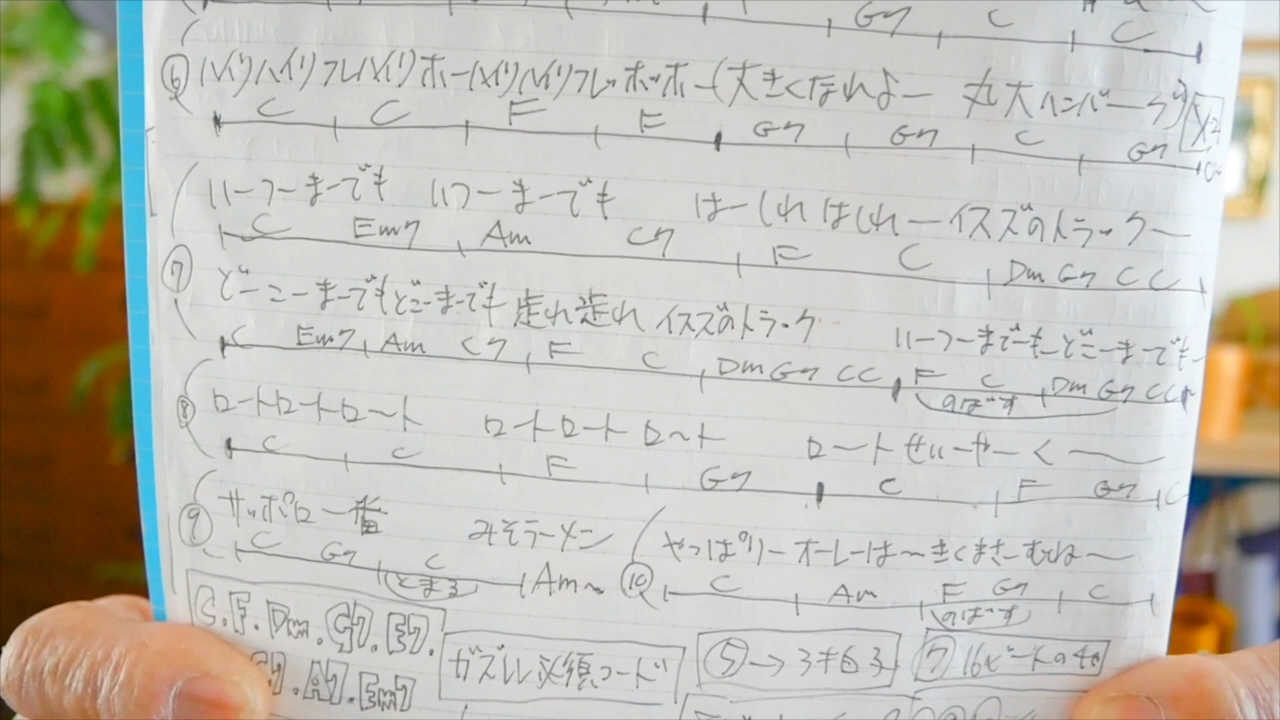 G7 C C
⑥ ハイリハイリフレハイリホーハイリハイリフレッホッホー(大きくなれよー 丸大ハンバーグ) ×2
C C F F G7 G7 C G7 C
いーつーまーでも いつーまーでも はーしれはしれーイスズのトラックー
C Em7 Am C7 F C Dm G7 C C
⑦ どーこーまーでもどこーまーでも 走れ走れ イスズのトラック いーつーまでもーどこーまーでもー
C Em7 Am C7 F C Dm G7 C C F C Dm G7 C C
のばす
⑧ ロートロートロ〜ト ロートロートロ〜ト ロ〜トせいーやーく〜
C C F G7 C F G7 C
⑨ サッポロ一番 みそラーメン ⑩ やっぱりーオーレーは〜きくまさーむね〜
C G7 C Am〜 C Am F G7 C
とまる のばす
C.F.Dm.G7.E7.
ガズレレ必須コード ⑤→3きざ ⑦ 16ビートの
.A7.Em7